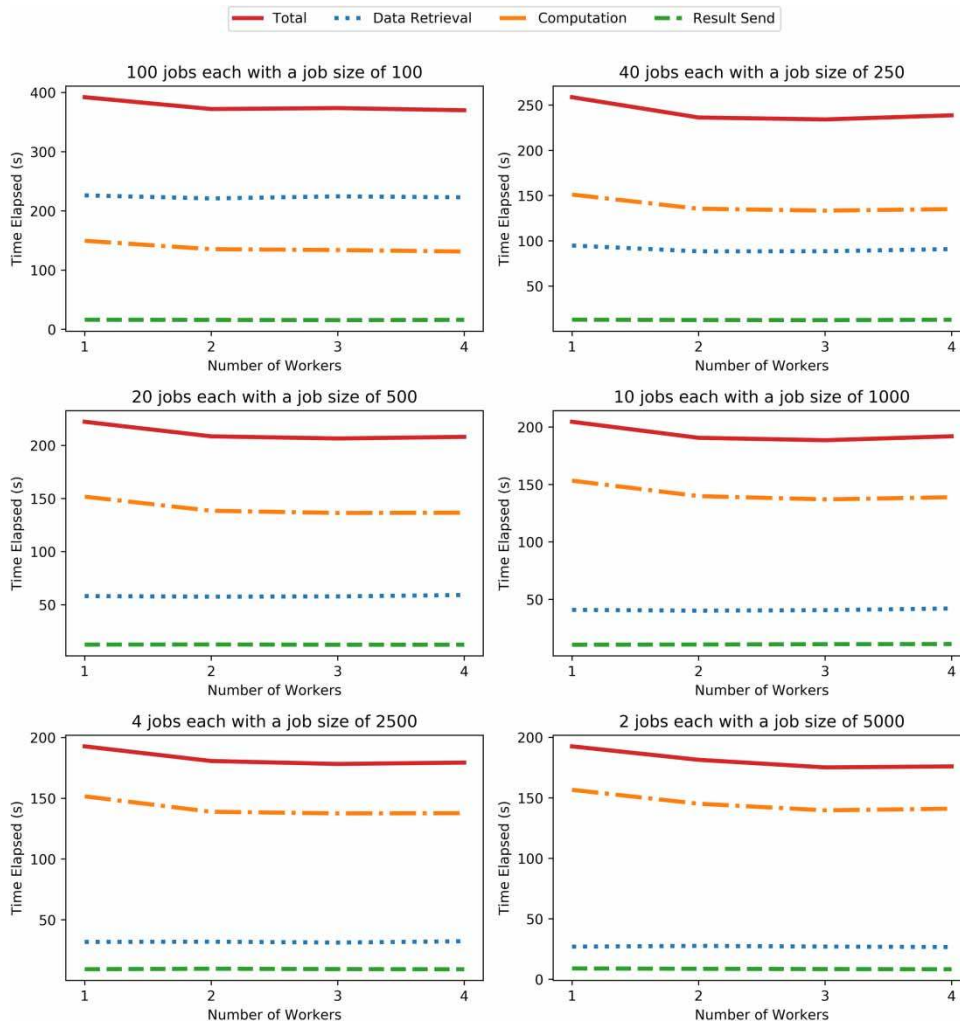 Total Data Retrieval Computation Result Send
100 jobs each with a job size of 100
400
300
200
100
0
Time Elapsed (s)
1 2 3 4
Number of Workers
40 jobs each with a job size of 250
250
200
150
100
50
Time Elapsed (s)
1 2 3 4
Number of Workers
20 jobs each with a job size of 500
200
150
100
50
Time Elapsed (s)
1 2 3 4
Number of Workers
10 jobs each with a job size of 1000
200
150
100
50
Time Elapsed (s)
1 2 3 4
Number of Workers
4 jobs each with a job size of 2500
200
150
100
50
Time Elapsed (s)
1 2 3 4
Number of Workers
2 jobs each with a job size of 5000
200
150
100
50
0
Time Elapsed (s)
1 2 3 4
Number of Workers